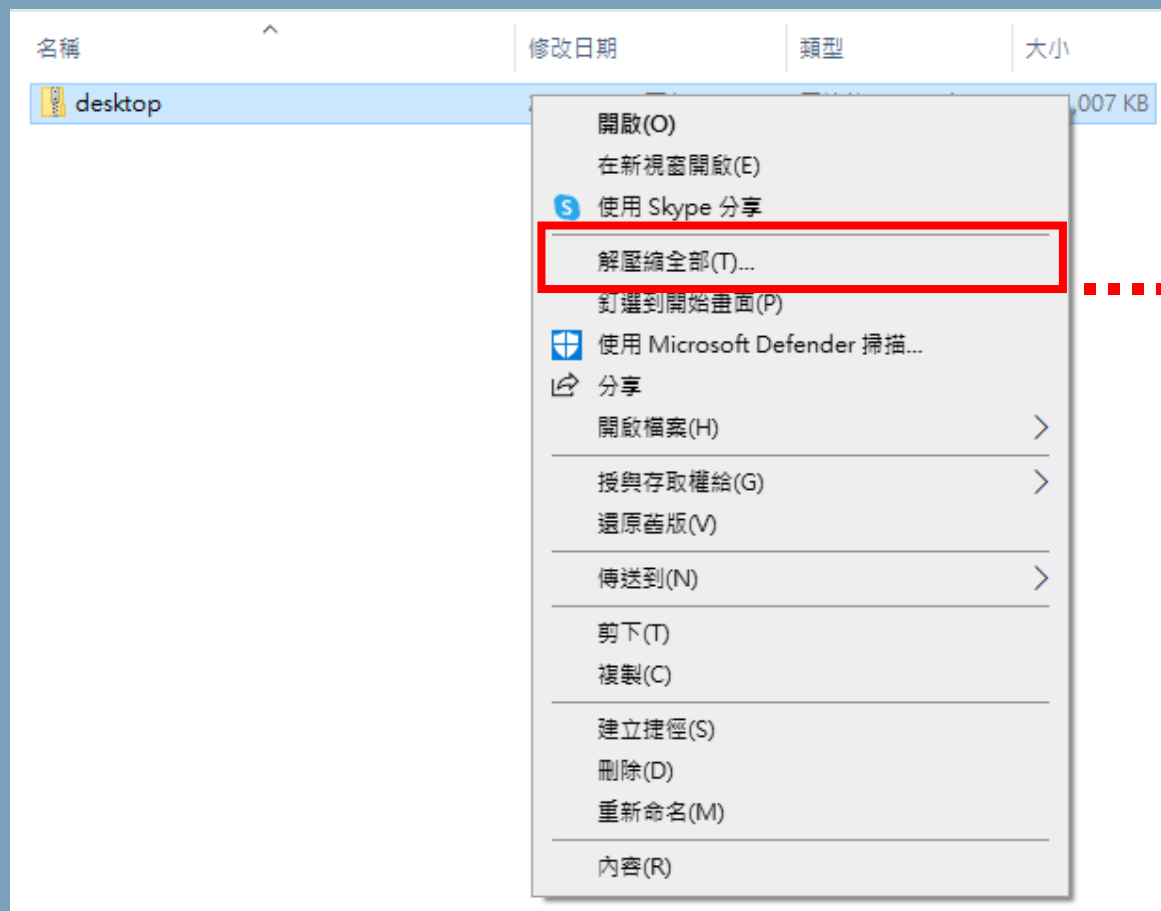 名稱 修改日期 類型 大小
desktop ,007 KB
開啟(O)
在新視窗開啟(E)
使用 Skype 分享
解壓縮全部(T)...
釘選到開始畫面(P)
使用 Microsoft Defender 掃描...
分享
開啟檔案(H)
授與存取權給(G)
還原舊版(V)
傳送到(N)
剪下(T)
複製(C)
建立捷徑(S)
刪除(D)
重新命名(M)
內容(R)